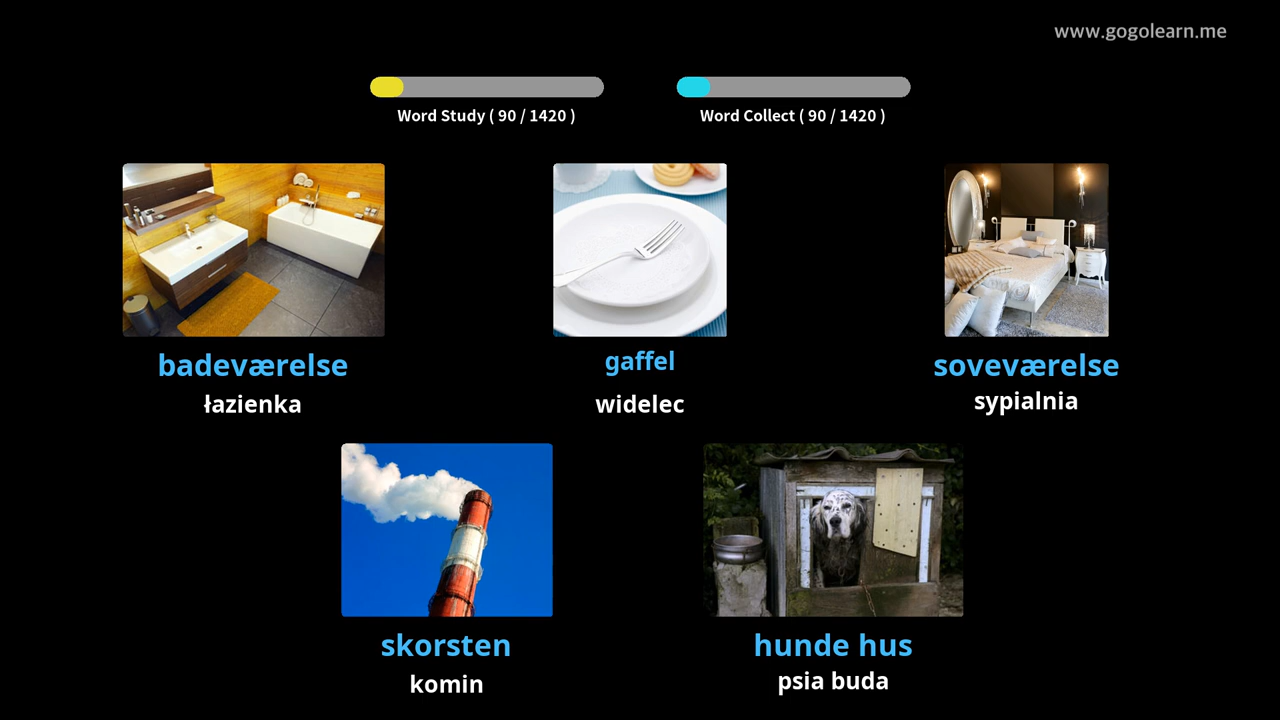 www.gogolearn.me
Word Study ( 90 / 1420 )
Word Collect ( 90 / 1420 )
badeværelse
łazienka
gaffel
widelec
soveværelse
sypialnia
skorsten
komin
hunde hus
psia buda